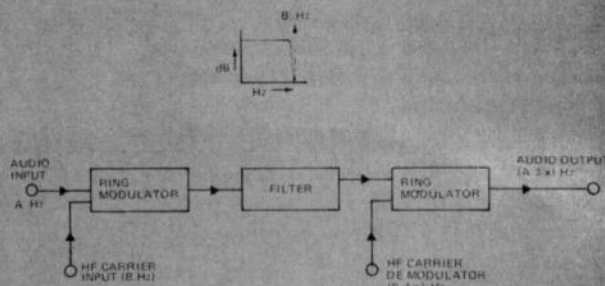 B Hz
dB
Hz
AUDIO
INPUT
A Hz
RING
MODULATOR
FILTER
RING
MODULATOR
AUDIO OUTPUT
(A ± x) Hz
HF CARRIER
INPUT (B Hz)
HF CARRIER
DE MODULATOR